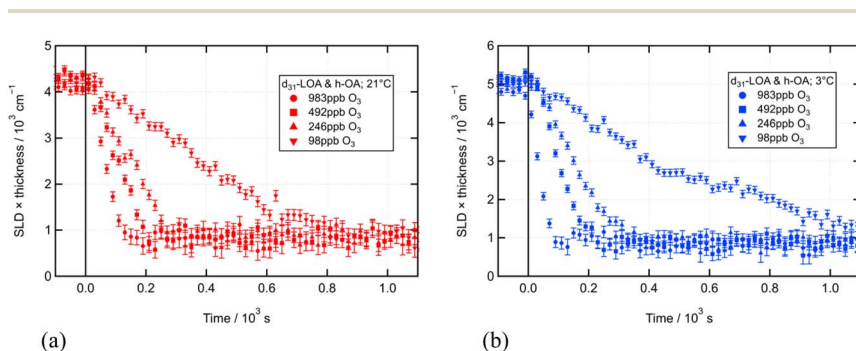 5
4
3
2
1
0
SLD × thickness / 10³ cm⁻¹
d₃₁-LOA & h-OA; 21°C
983ppb O₃
492ppb O₃
246ppb O₃
98ppb O₃
0.0 0.2 0.4 0.6 0.8 1.0
Time / 10³ s
(a)
6
5
4
3
2
1
0
SLD × thickness / 10³ cm⁻¹
d₃₁-LOA & h-OA; 3°C
983ppb O₃
492ppb O₃
246ppb O₃
98ppb O₃
0.0 0.2 0.4 0.6 0.8 1.0
Time / 10³ s
(b)